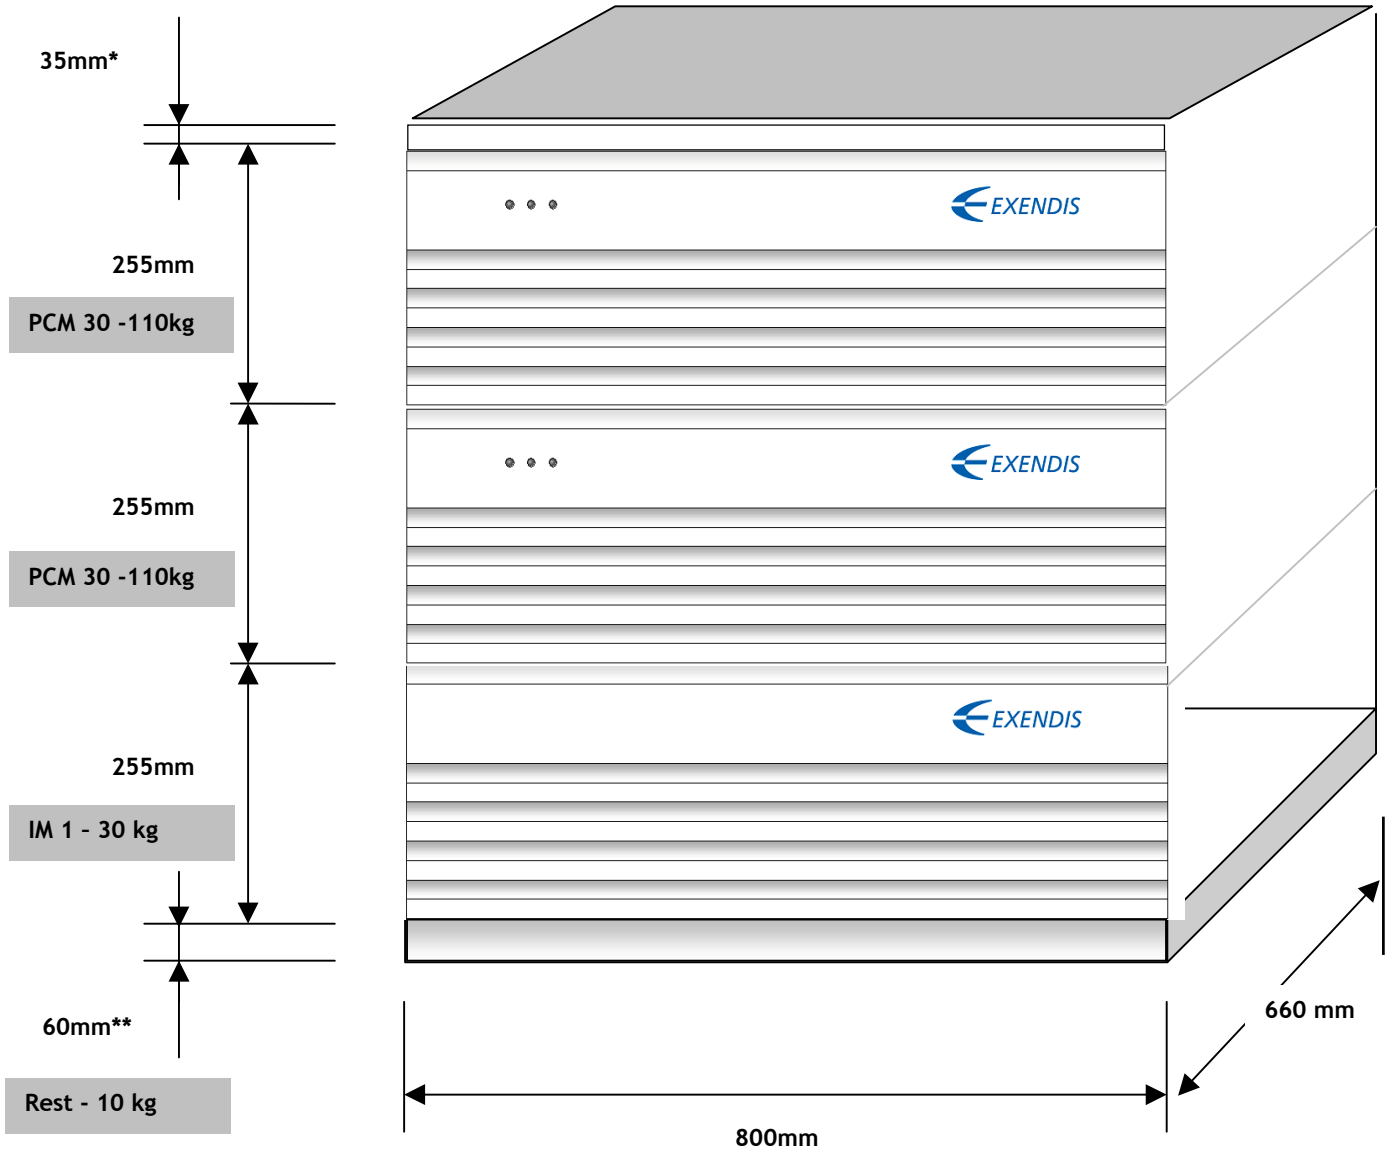 35mm*
EXENDIS
255mm
PCM 30 -110kg
EXENDIS
255mm
PCM 30 -110kg
EXENDIS
255mm
IM 1 – 30 kg
660 mm
60mm**
Rest - 10 kg
800mm